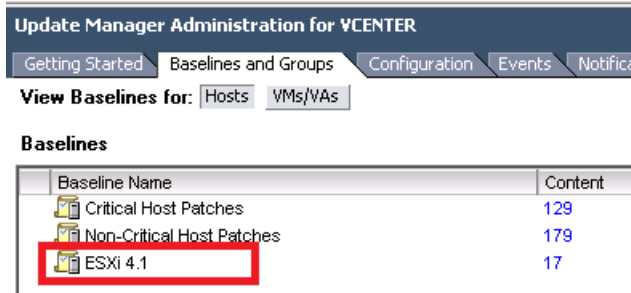 Update Manager Administration for VCENTER
Getting Started Baselines and Groups Configuration Events
View Baselines for: Hosts VMs/VAs
Baselines
Baseline Name Content
Critical Host Patches 129
Non-Critical Host Patches 179
ESXi 4.1 17